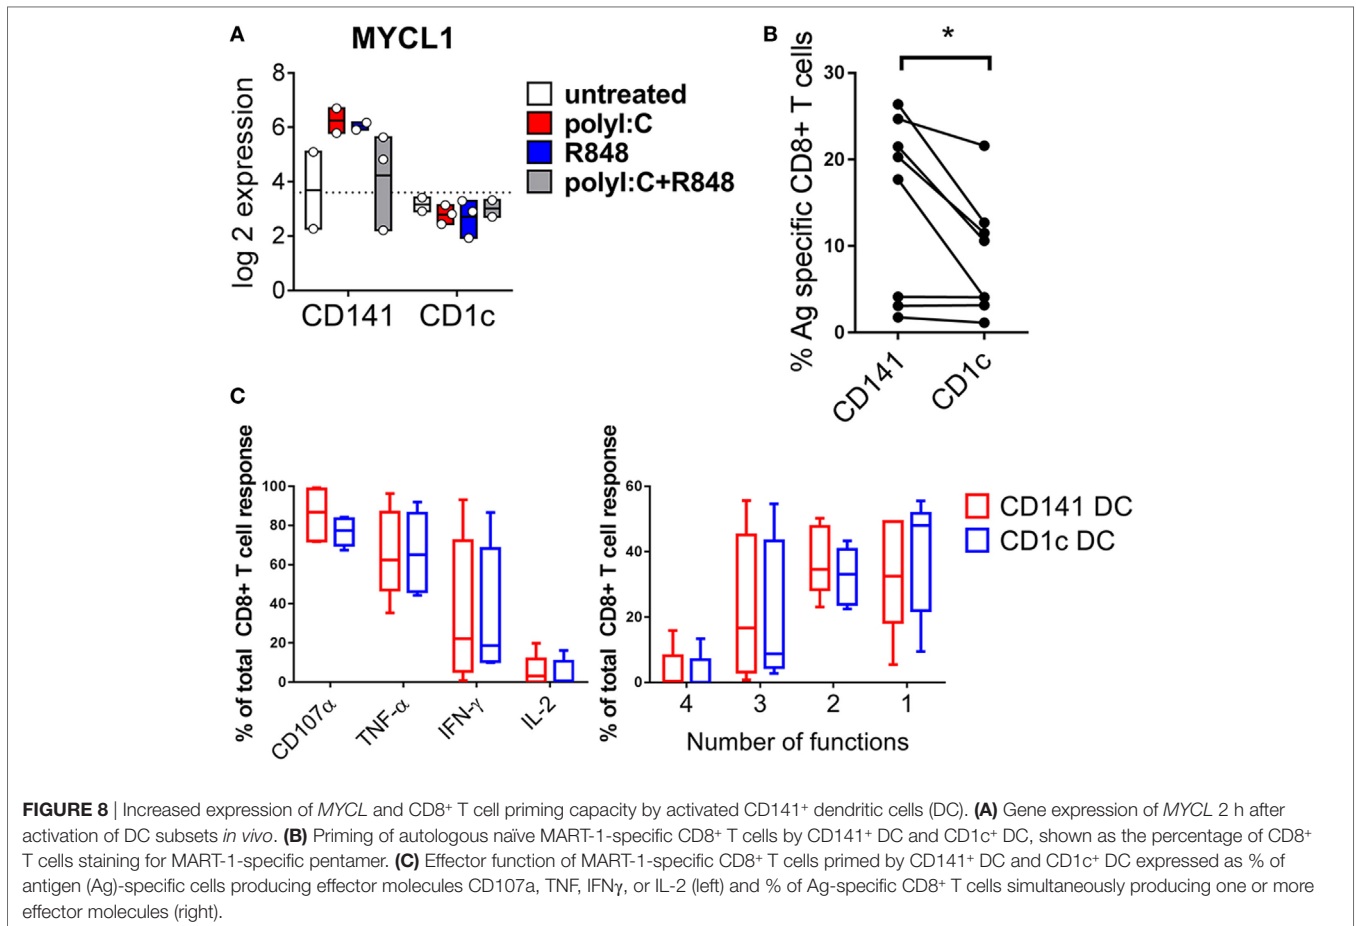 A
MYCL1
log 2 expression
8
6
4
2
0
CD141
CD1c
untreated
polyI:C
R848
polyI:C+R848
B
*
% Ag specific CD8+ T cells
30
20
10
0
CD141
CD1c
C
% of total CD8+ T cell response
100
80
60
40
20
0
CD107α
TNF-α
IFN-γ
IL-2
% of total CD8+ T cell response
60
40
20
0
4
3
2
1
Number of functions
CD141 DC
CD1c DC
FIGURE 8 | Increased expression of MYCL and CD8⁺ T cell priming capacity by activated CD141⁺ dendritic cells (DC). (A) Gene expression of MYCL 2 h after
activation of DC subsets in vivo. (B) Priming of autologous naïve MART-1-specific CD8⁺ T cells by CD141⁺ DC and CD1c⁺ DC, shown as the percentage of CD8⁺
T cells staining for MART-1-specific pentamer. (C) Effector function of MART-1-specific CD8⁺ T cells primed by CD141⁺ DC and CD1c⁺ DC expressed as % of
antigen (Ag)-specific cells producing effector molecules CD107a, TNF, IFNγ, or IL-2 (left) and % of Ag-specific CD8⁺ T cells simultaneously producing one or more
effector molecules (right).